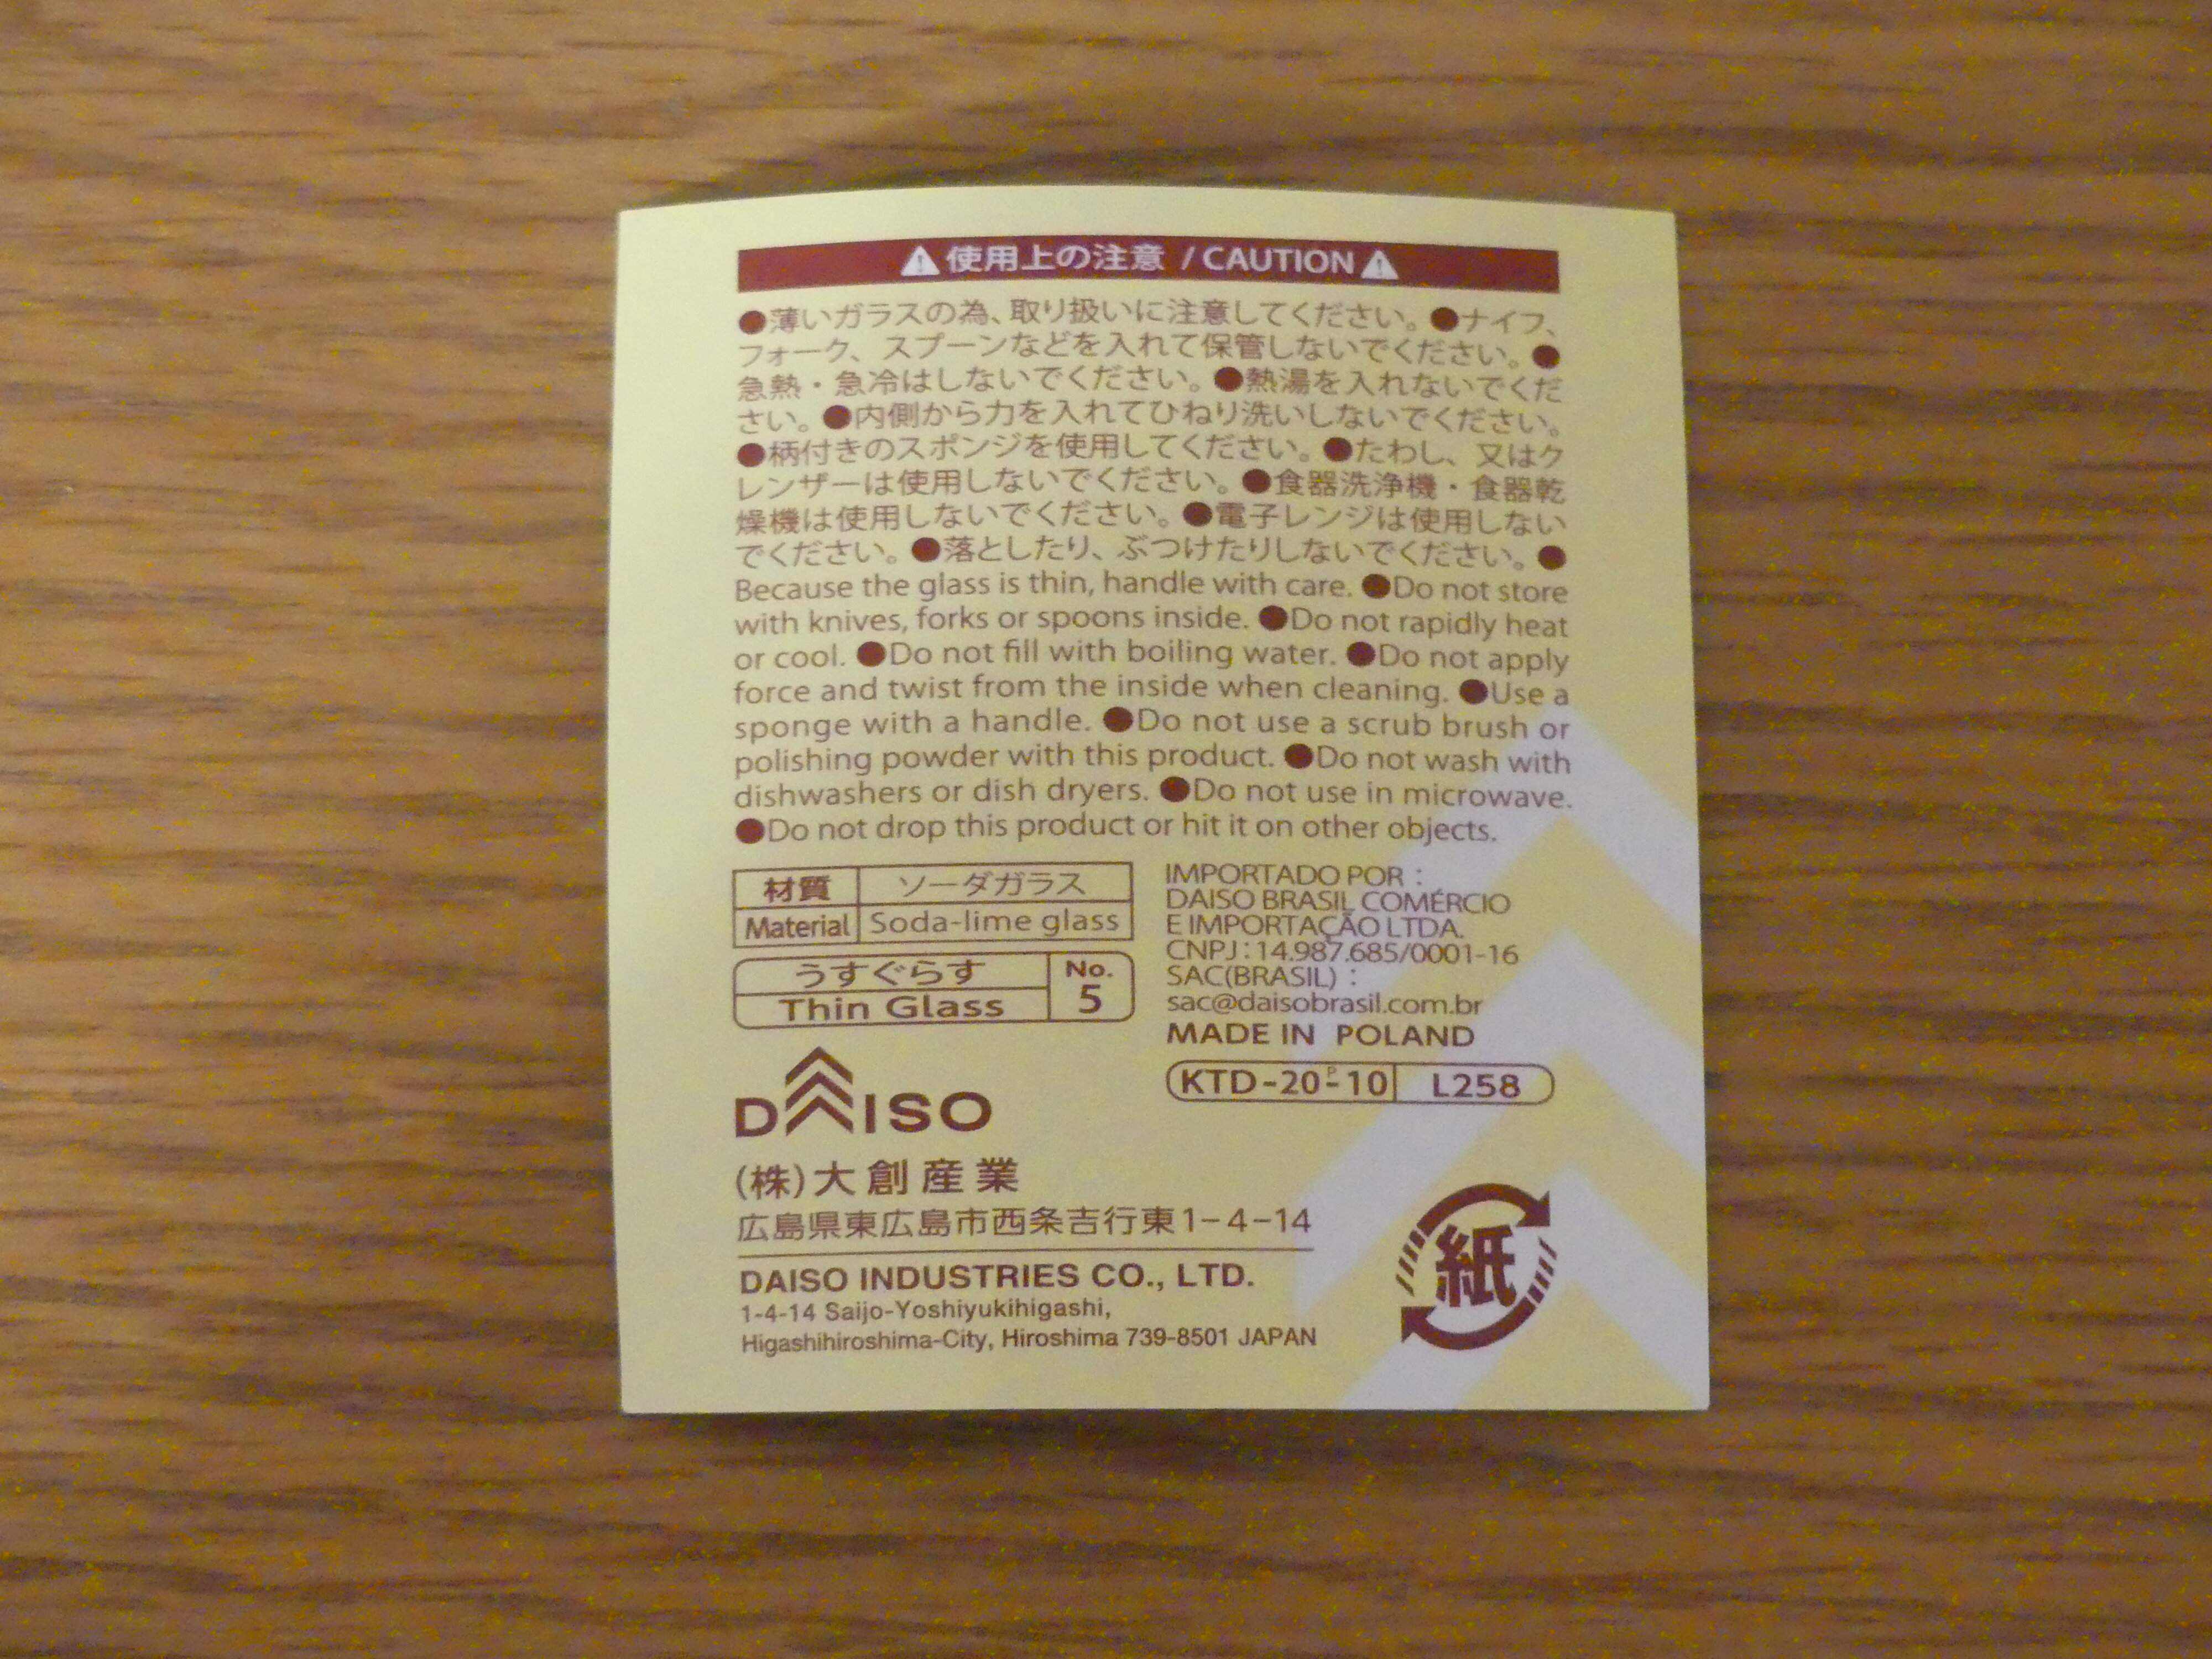 ⚠使用上の注意 / CAUTION⚠
●薄いガラスの為、取り扱いに注意してください。●ナイフ、
フォーク、スプーンなどを入れて保管しないでください。●
急熱・急冷はしないでください。●熱湯を入れないでくだ
さい。●内側から力を入れてひねり洗いしないでください。
●柄付きのスポンジを使用してください。●たわし、又はク
レンザーは使用しないでください。●食器洗浄機・食器乾
燥機は使用しないでください。●電子レンジは使用しない
でください。●落としたり、ぶつけたりしないでください。●
Because the glass is thin, handle with care. ●Do not store
with knives, forks or spoons inside. ●Do not rapidly heat
or cool. ●Do not fill with boiling water. ●Do not apply
force and twist from the inside when cleaning. ●Use a
sponge with a handle. ●Do not use a scrub brush or
polishing powder with this product. ●Do not wash with
dishwashers or dish dryers. ●Do not use in microwave.
●Do not drop this product or hit it on other objects.
材質 ソーダガラス
Material Soda-lime glass
うすぐらす
Thin Glass
No.
5
IMPORTADO POR :
DAISO BRASIL COMÉRCIO
E IMPORTAÇÃO LTDA.
CNPJ : 14.987.685/0001-16
SAC(BRASIL) :
sac@daisobrasil.com.br
MADE IN POLAND
KTD-20-P-10 L258
DAISO
(株)大創産業
広島県東広島市西条吉行東1-4-14
DAISO INDUSTRIES CO., LTD.
1-4-14 Saijo-Yoshiyukihigashi,
Higashihiroshima-City, Hiroshima 739-8501 JAPAN
紙